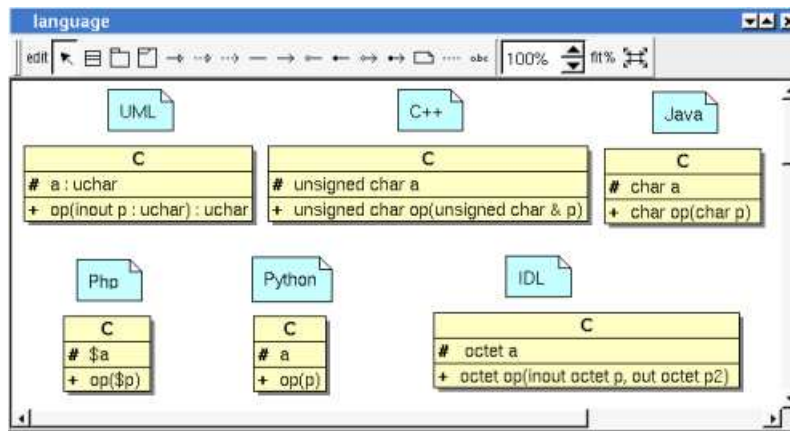 language
edit abc 100% fit%
UML C++ Java
C
# a : uchar
+ op(inout p : uchar) : uchar
C
# unsigned char a
+ unsigned char op(unsigned char & p)
C
# char a
+ char op(char p)
Php Python IDL
C
# $a
+ op($p)
C
# a
+ op(p)
C
# octet a
+ octet op(inout octet p, out octet p2)